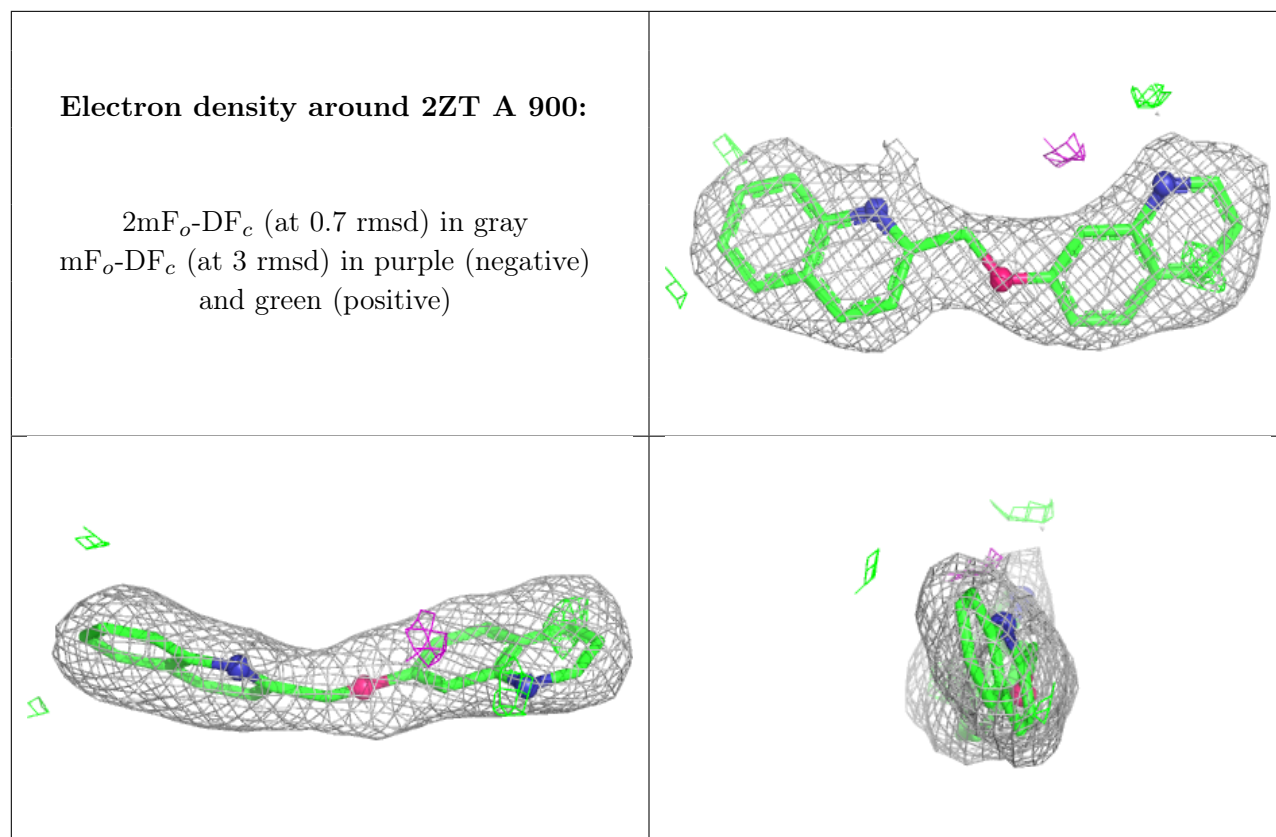 Electron density around 2ZT A 900:
2mFo-DFc (at 0.7 rmsd) in gray
mFo-DFc (at 3 rmsd) in purple (negative)
and green (positive)